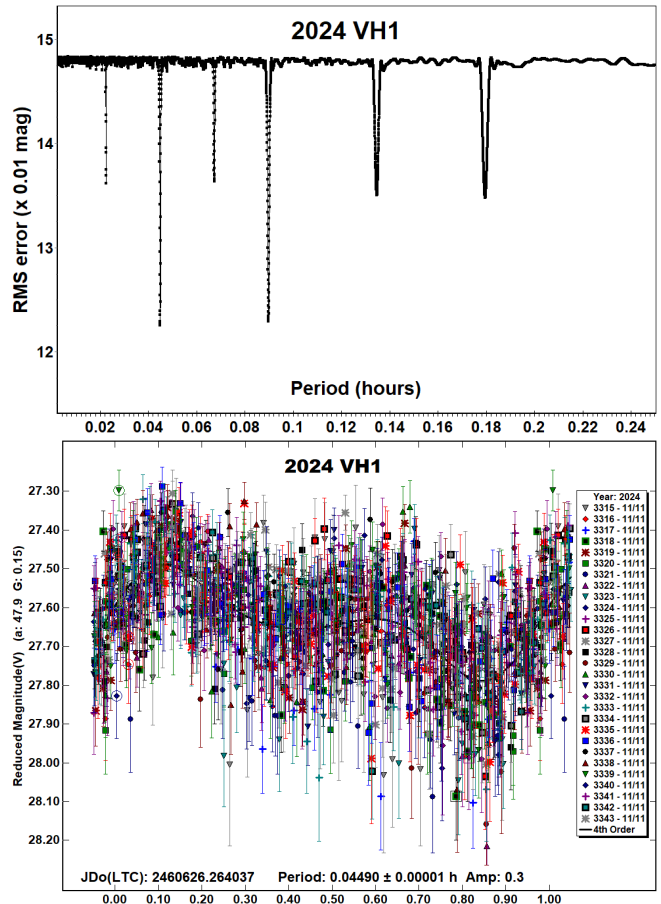 2024 VH1
15
14
13
12
RMS error (x 0.01 mag)
Period (hours)
0.02 0.04 0.06 0.08 0.1 0.12 0.14 0.16 0.18 0.2 0.22 0.24
2024 VH1
27.30
27.40
27.50
27.60
27.70
27.80
27.90
28.00
28.10
28.20
Reduced Magnitude(V) (a: 47.9 G: 0.15)
Year: 2024
3315 - 11/11
3316 - 11/11
3317 - 11/11
3318 - 11/11
3319 - 11/11
3320 - 11/11
3321 - 11/11
3322 - 11/11
3323 - 11/11
3324 - 11/11
3325 - 11/11
3326 - 11/11
3327 - 11/11
3328 - 11/11
3329 - 11/11
3330 - 11/11
3331 - 11/11
3332 - 11/11
3333 - 11/11
3334 - 11/11
3335 - 11/11
3336 - 11/11
3337 - 11/11
3338 - 11/11
3339 - 11/11
3340 - 11/11
3341 - 11/11
3342 - 11/11
3343 - 11/11
4th Order
JDo(LTC): 2460626.264037 Period: 0.04490 ± 0.00001 h Amp: 0.3
0.00 0.10 0.20 0.30 0.40 0.50 0.60 0.70 0.80 0.90 1.00